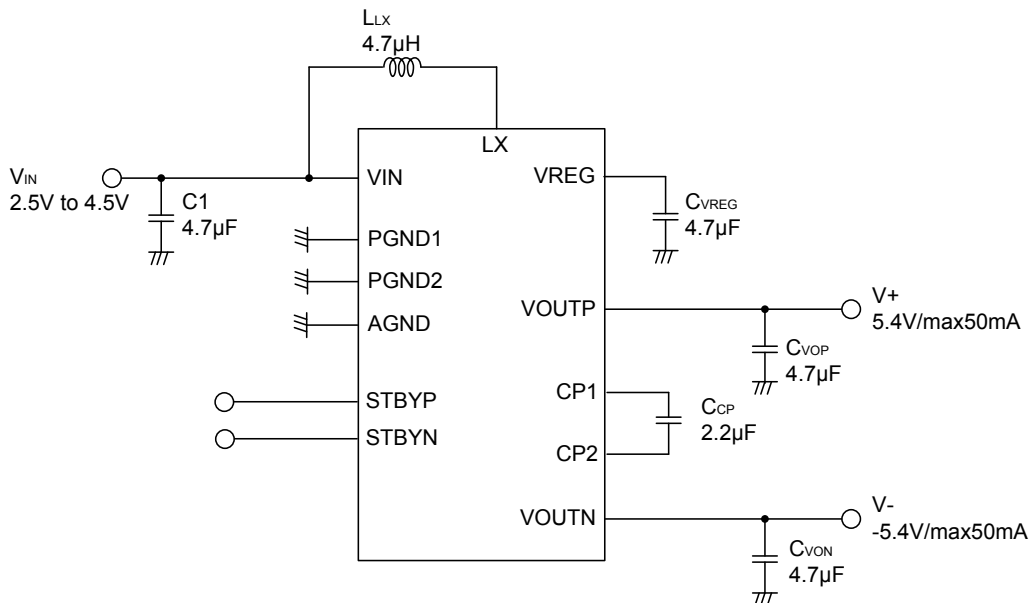 LLX
4.7µH
LX
VIN
2.5V to 4.5V
C1
4.7µF
VIN
PGND1
PGND2
AGND
STBYP
STBYN
VREG
VOUTP
CP1
CP2
VOUTN
CVREG
4.7µF
V+
5.4V/max50mA
CVOP
4.7µF
CCP
2.2µF
V-
-5.4V/max50mA
CVON
4.7µF